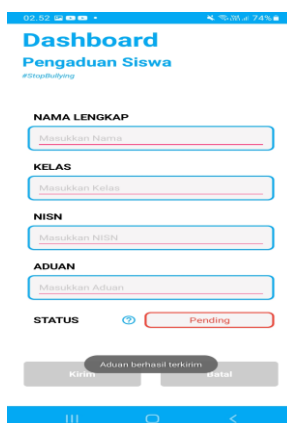 02.52
74%
Dashboard
Pengaduan Siswa
#StopBullying
NAMA LENGKAP
Masukkan Nama
KELAS
Masukkan Kelas
NISN
Masukkan NISN
ADUAN
Masukkan Aduan
STATUS
Pending
Aduan berhasil terkirim
Kirim
Batal